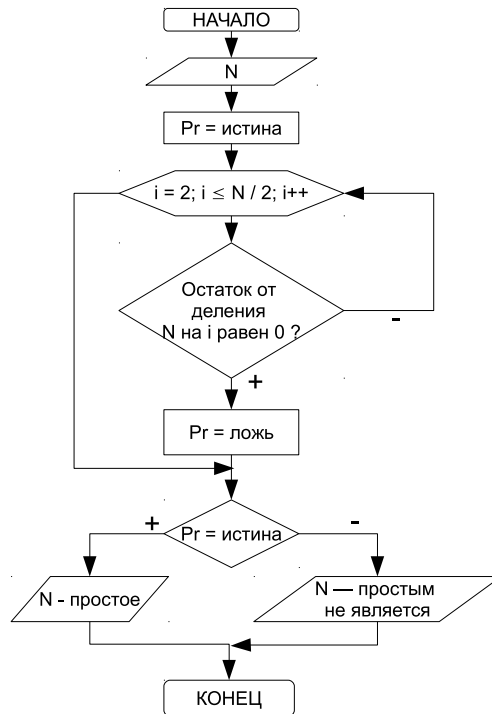 НАЧАЛО
N
Pr = истина
i = 2; i ≤ N / 2; i++
Остаток от
деления
N на i равен 0 ?
-
+
Pr = ложь
+
Pr = истина
-
N - простое
N — простым
не является
КОНЕЦ